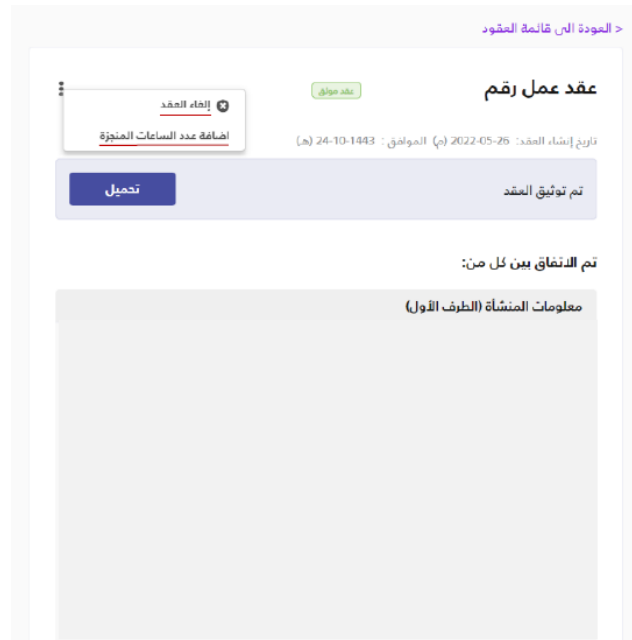 < العودة الى قائمة العقود
عقد عمل رقم
عقد موثق
إلغاء العقد
اضافة عدد الساعات المنجزة
تاريخ إنشاء العقد: 26-05-2022 (م) الموافق : 1443-10-24 (هـ)
تم توثيق العقد
تحميل
تم الاتفاق بين كل من:
معلومات المنشأة (الطرف الأول)